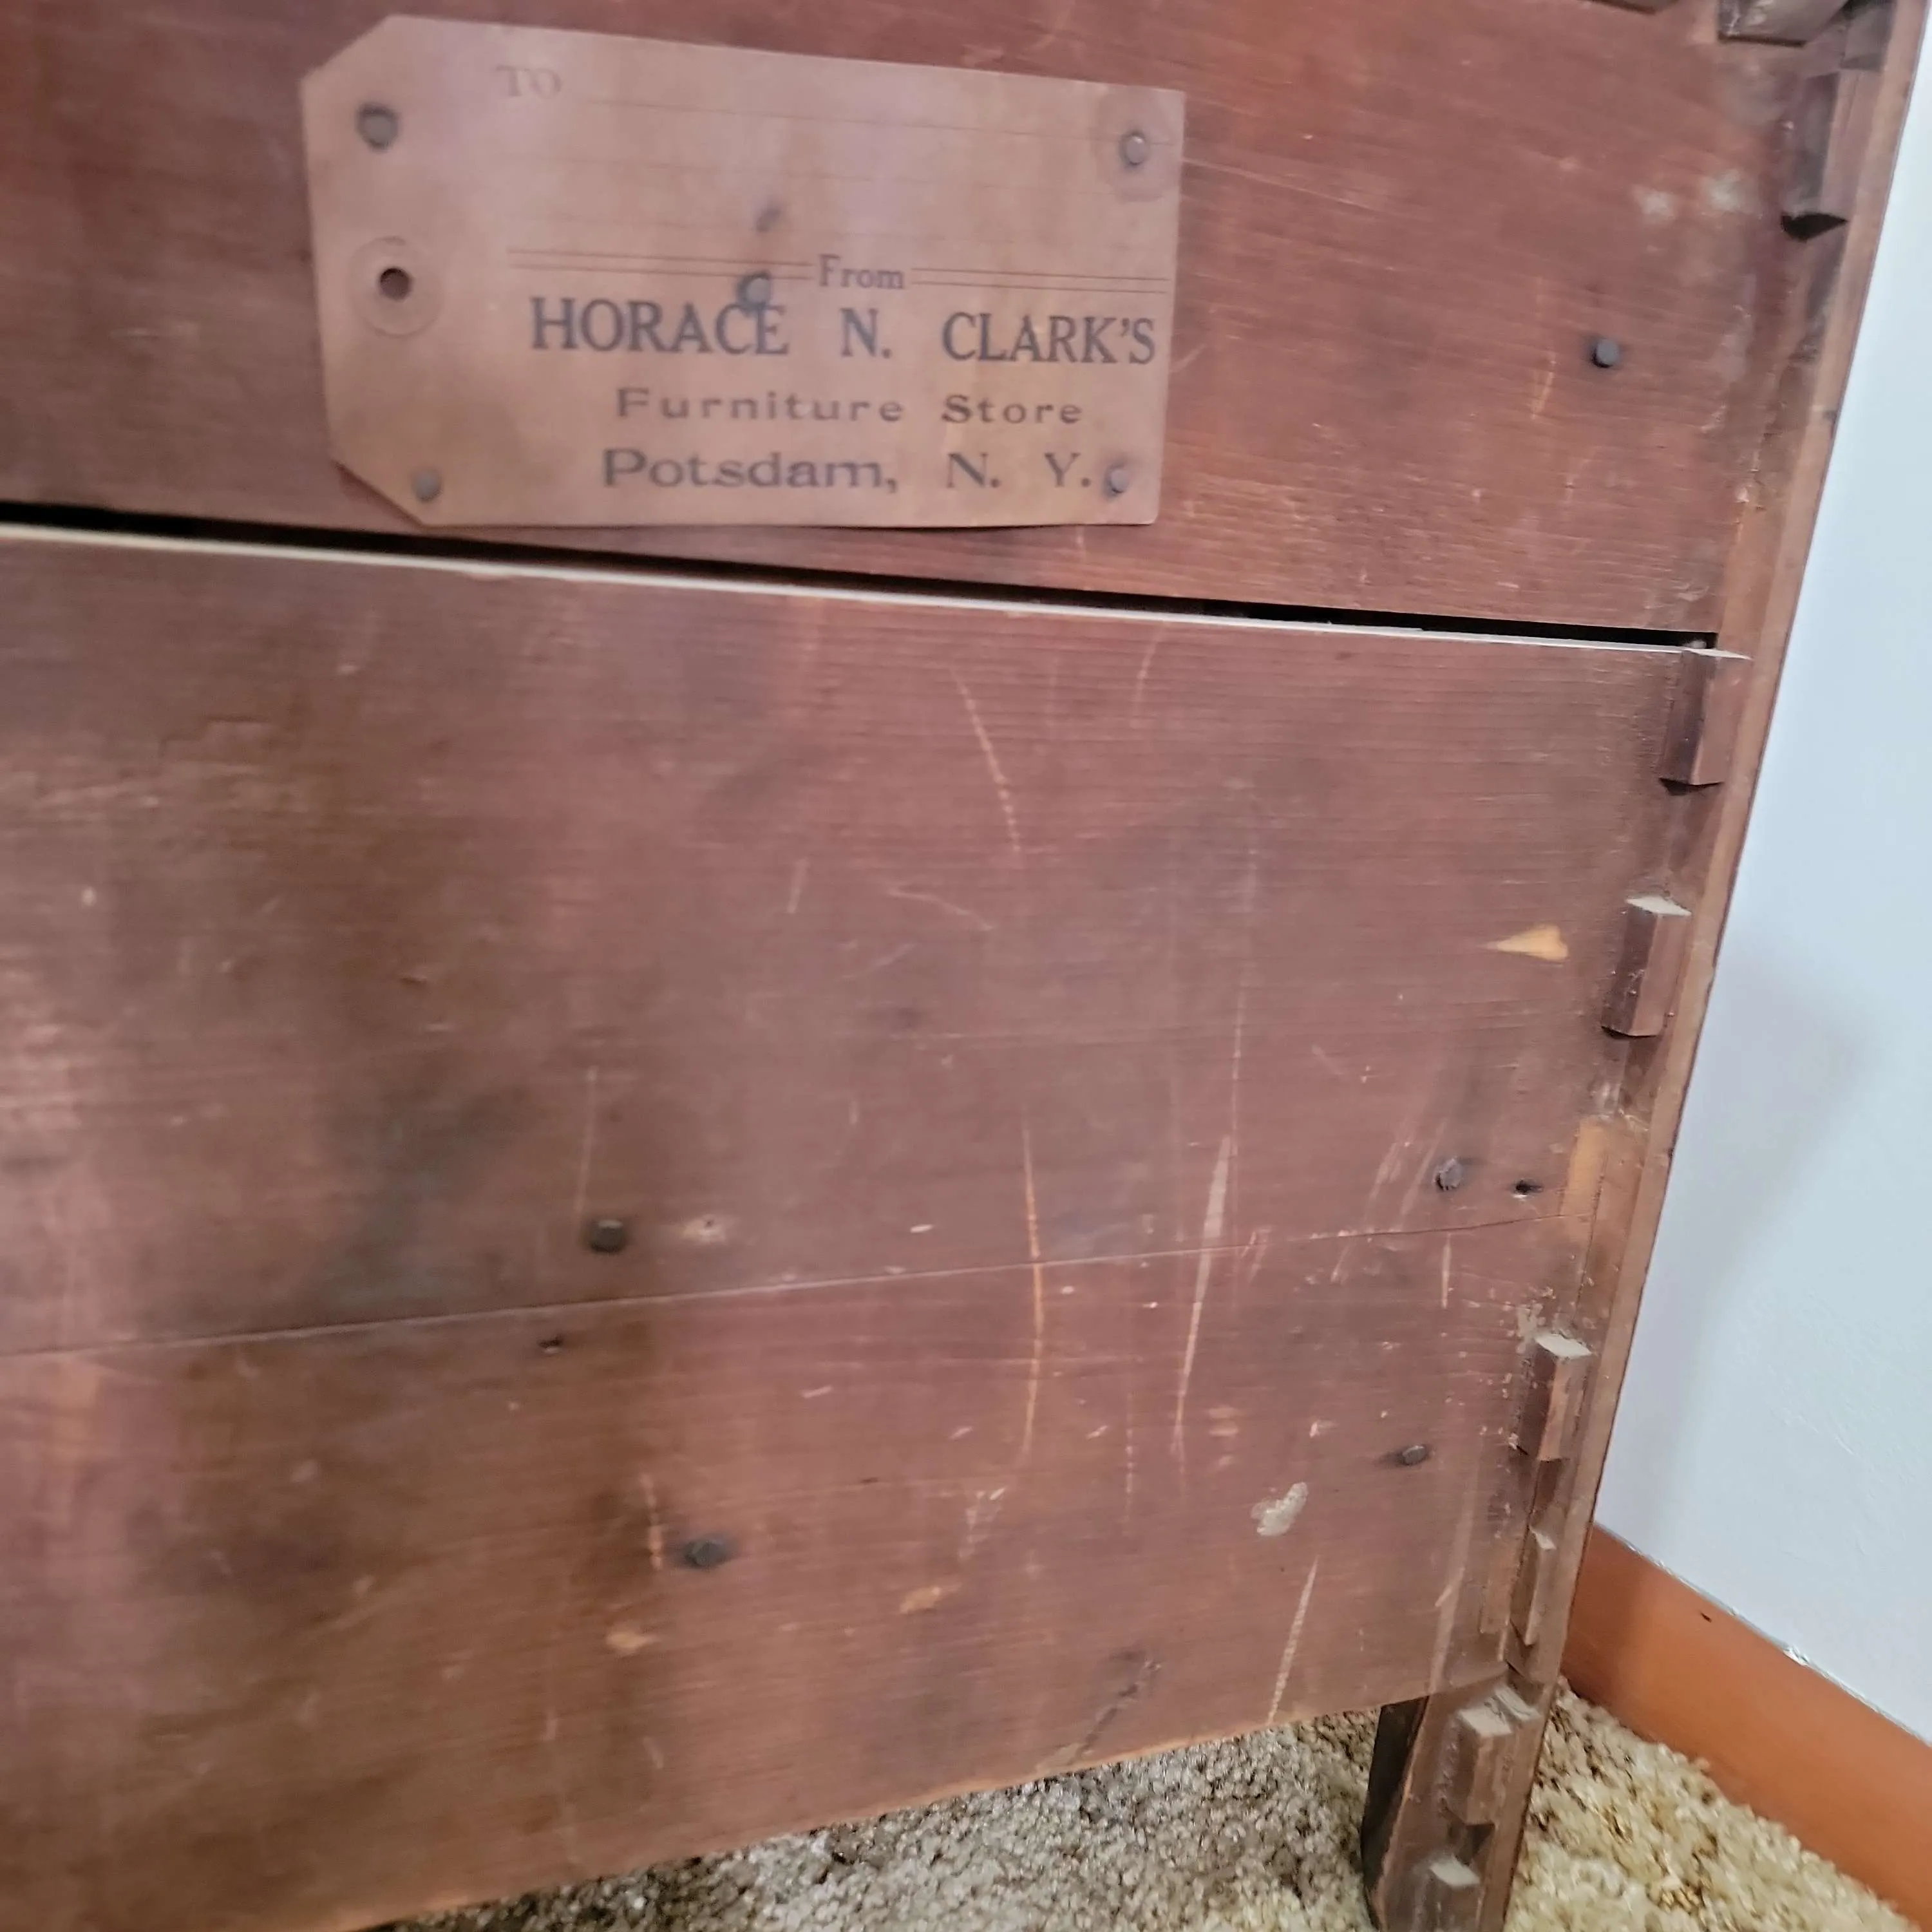 TO
From
HORACE N. CLARK'S
Furniture Store
Potsdam, N. Y.